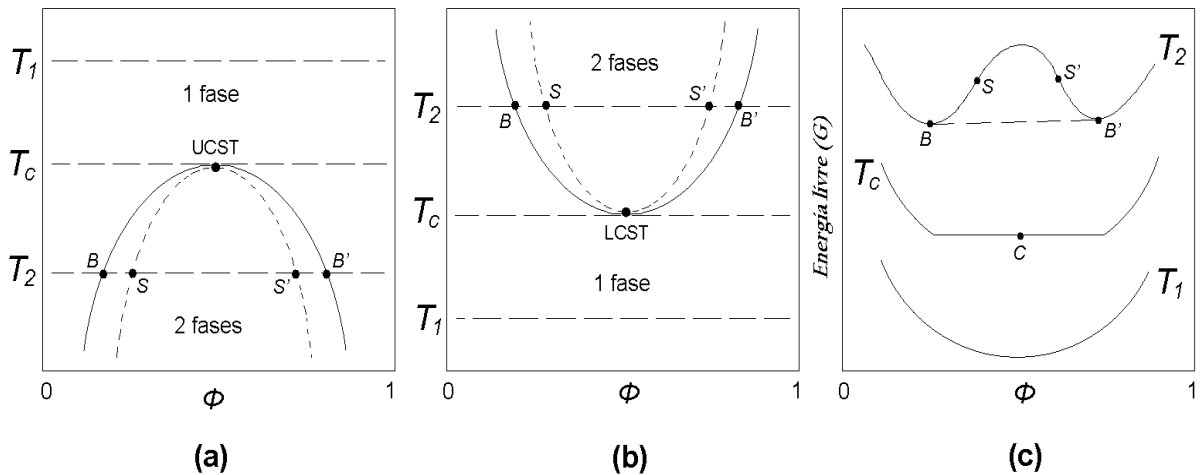 T1
1 fase
UCST
Tc
B
S
S'
B'
T2
2 fases
0
Φ
1
(a)
2 fases
T2
B
S
S'
B'
Tc
LCST
1 fase
T1
0
Φ
1
(b)
Energía livre (G)
T2
S
S'
B
B'
Tc
C
T1
0
Φ
1
(c)